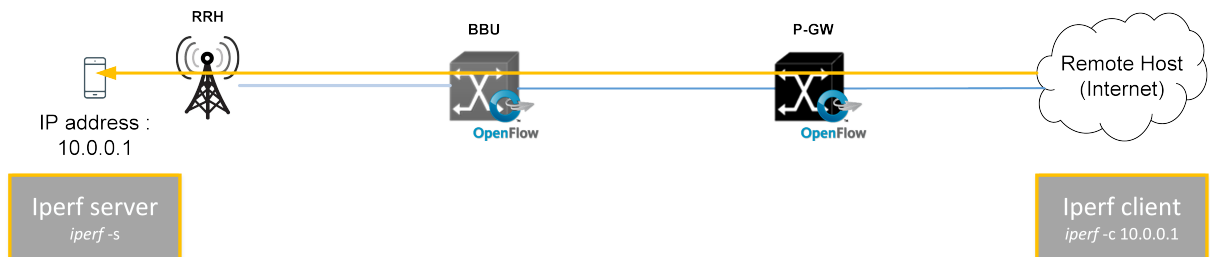 RRH
BBU
P-GW
Remote Host
(Internet)
IP address :
10.0.0.1
OpenFlow
OpenFlow
Iperf server
iperf -s
Iperf client
iperf -c 10.0.0.1